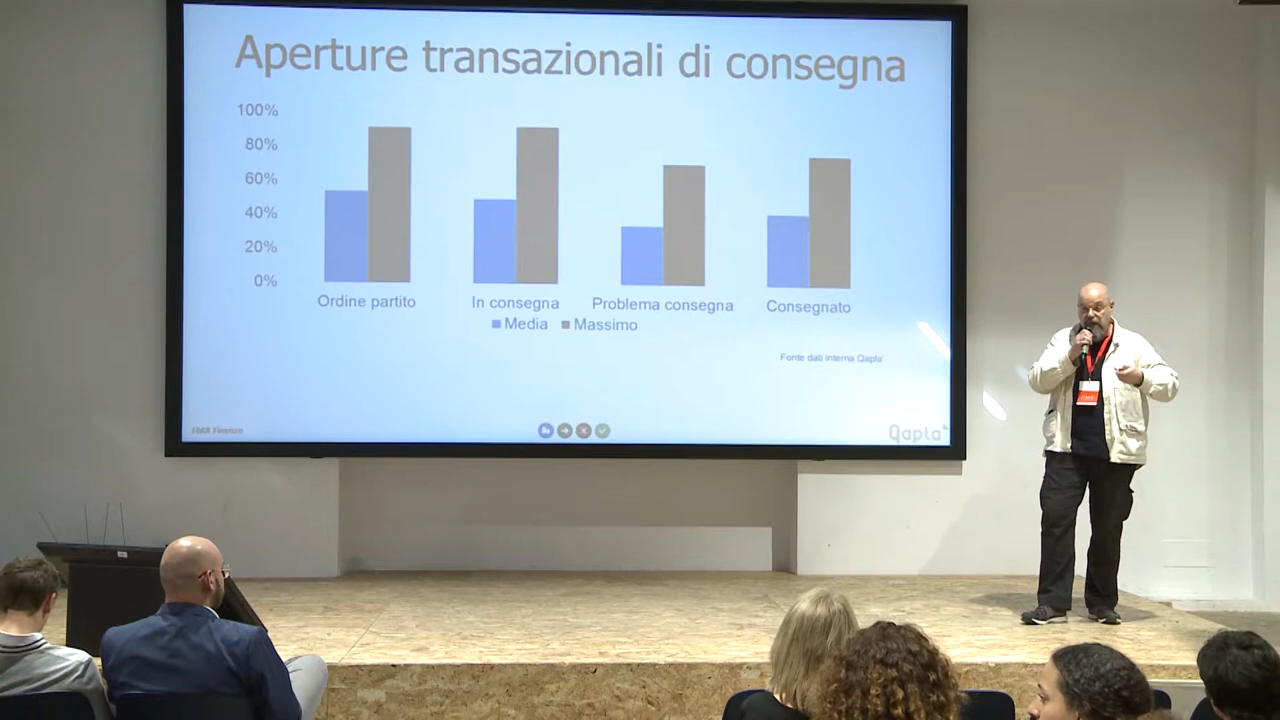 Aperture transazionali di consegna
100%
80%
60%
40%
20%
0%
Ordine partito In consegna Problema consegna Consegnato
Media Massimo
Fonte dati interna Qapla'
Qapla'